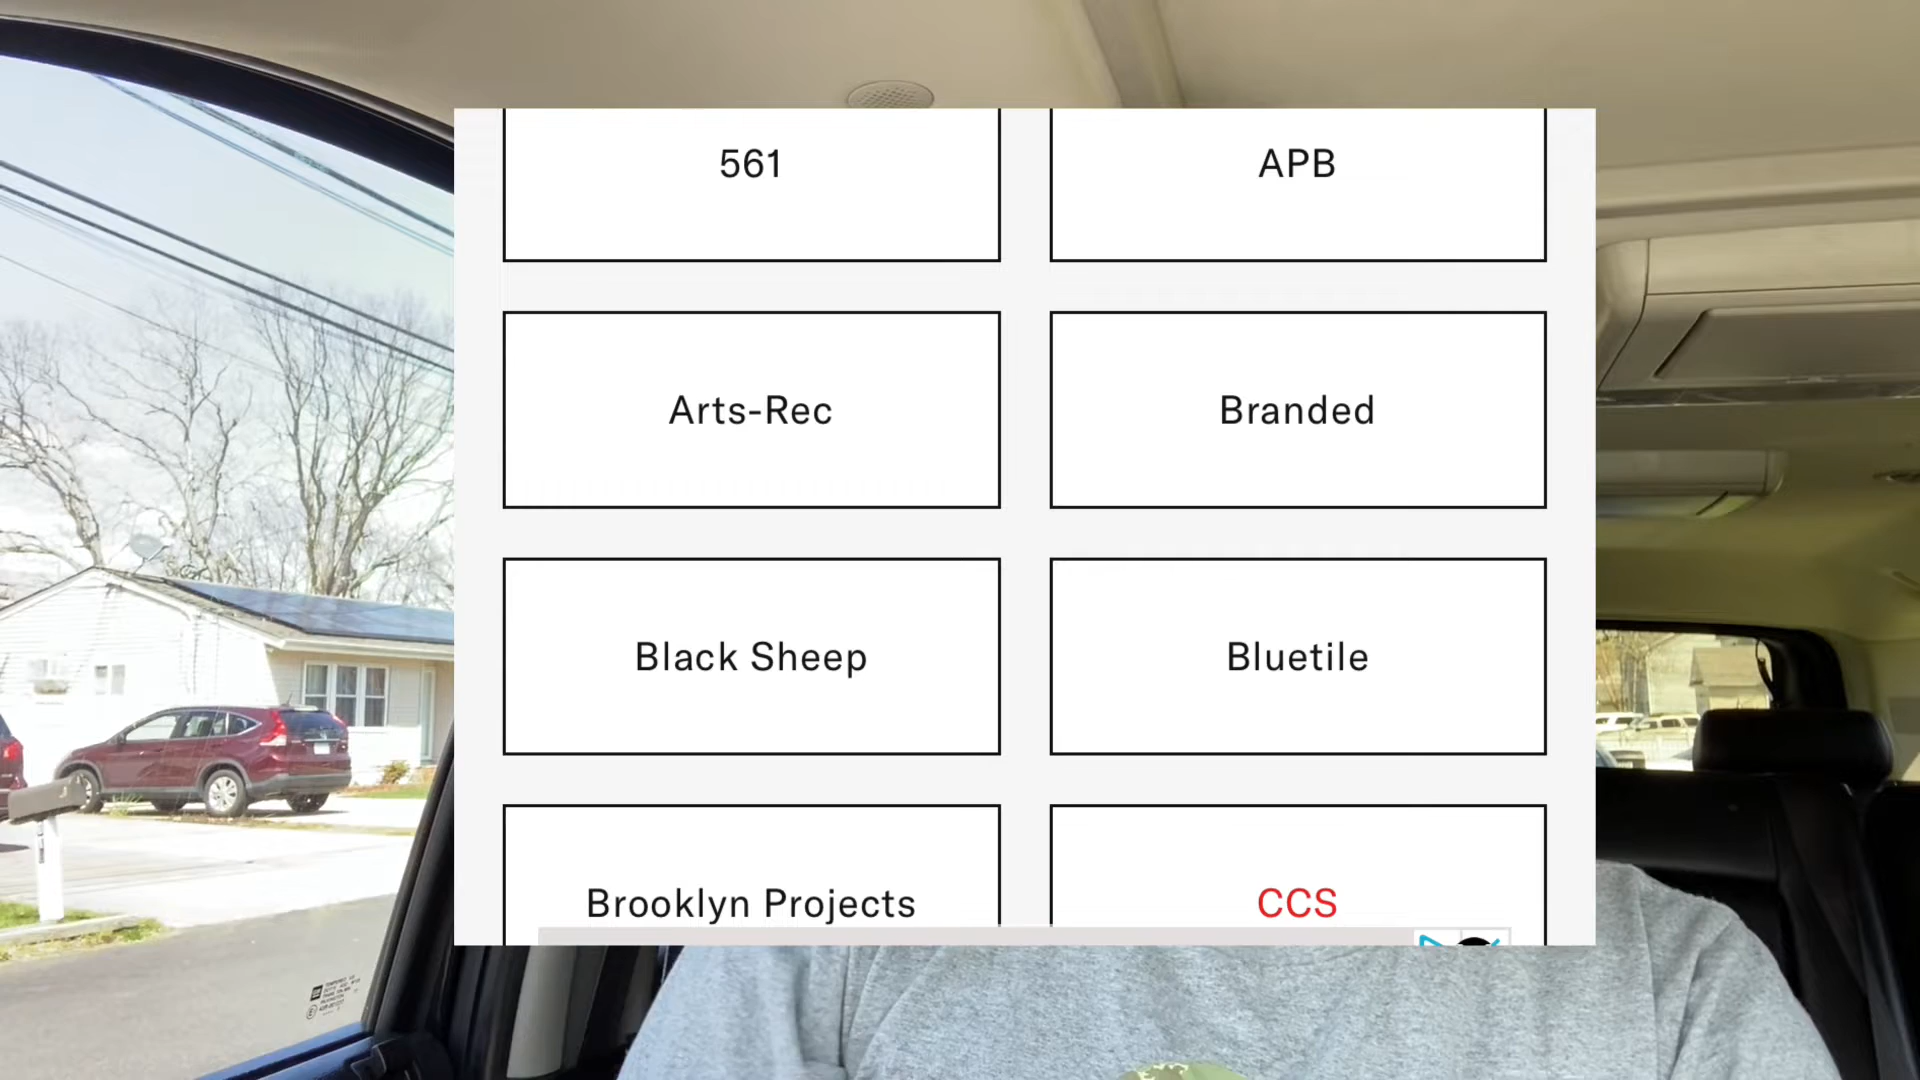 561
APB
Arts-Rec
Branded
Black Sheep
Bluetile
Brooklyn Projects
CCS